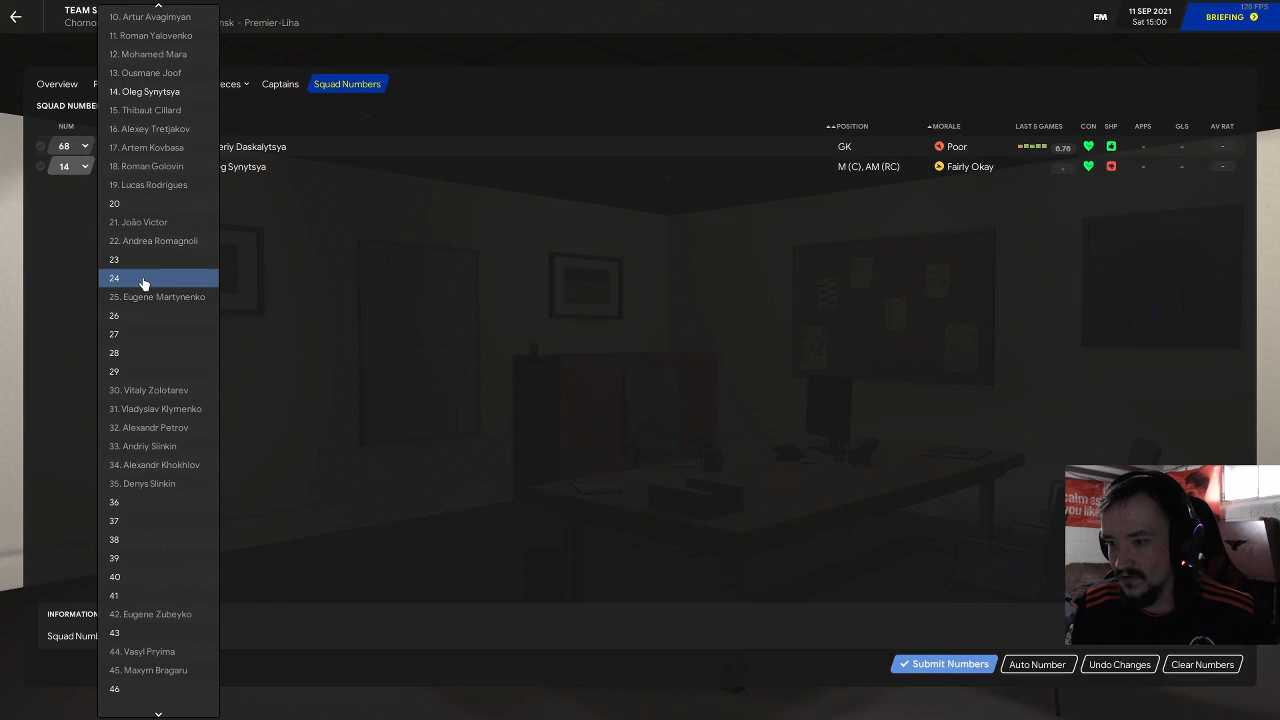 120 FPS
TEAM S
11 SEP 2021
FM
BRIEFING
Chorno
nsk - Premier-Liha
Sat 15:00
10. Artur Avagimyan
11. Roman Yalovenko
12. Mohamed Mara
13. Ousmane Joof
14. Oleg Synytsya
15. Thibaut Cillard
16. Alexey Tretjakov
17. Artem Kovbasa
18. Roman Golovin
19. Lucas Rodrigues
20
21. João Victor
22. Andrea Romagnoli
23
24
25. Eugene Martynenko
26
27
28
29
30. Vitaly Zolotarev
31. Vladyslav Klymenko
32. Alexandr Petrov
33. Andriy Slinkin
34. Alexandr Khokhlov
35. Denys Slinkin
36
37
38
39
40
41
42. Eugene Zubeyko
43
44. Vasyl Pryima
45. Maxym Bragaru
46
Overview
P
eces
Captains
Squad Numbers
SQUAD NUMBE
NUM
POSITION
MORALE
LAST 5 GAMES
CON
SHP
APPS
GLS
AV RAT
68
eriy Daskalytsya
GK
Poor
6.76
-
-
-
14
g Synytsya
M (C), AM (RC)
Fairly Okay
-
-
-
-
INFORMATION
Squad Numb
Submit Numbers
Auto Number
Undo Changes
Clear Numbers